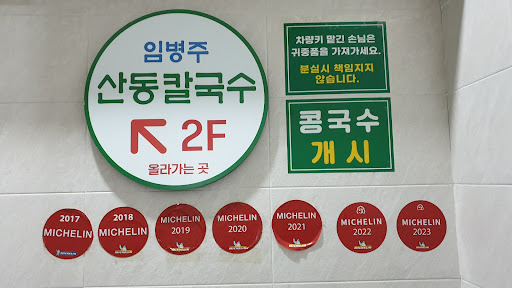 임병주
산동칼국수
2F
올라가는 곳
차량키 맡긴 손님은
귀중품을 가져가세요.
분실시 책임지지
않습니다.
콩국수
개시
2017
MICHELIN
2018
MICHELIN
MICHELIN
2019
MICHELIN
2020
MICHELIN
2021
MICHELIN
2022
MICHELIN
2023